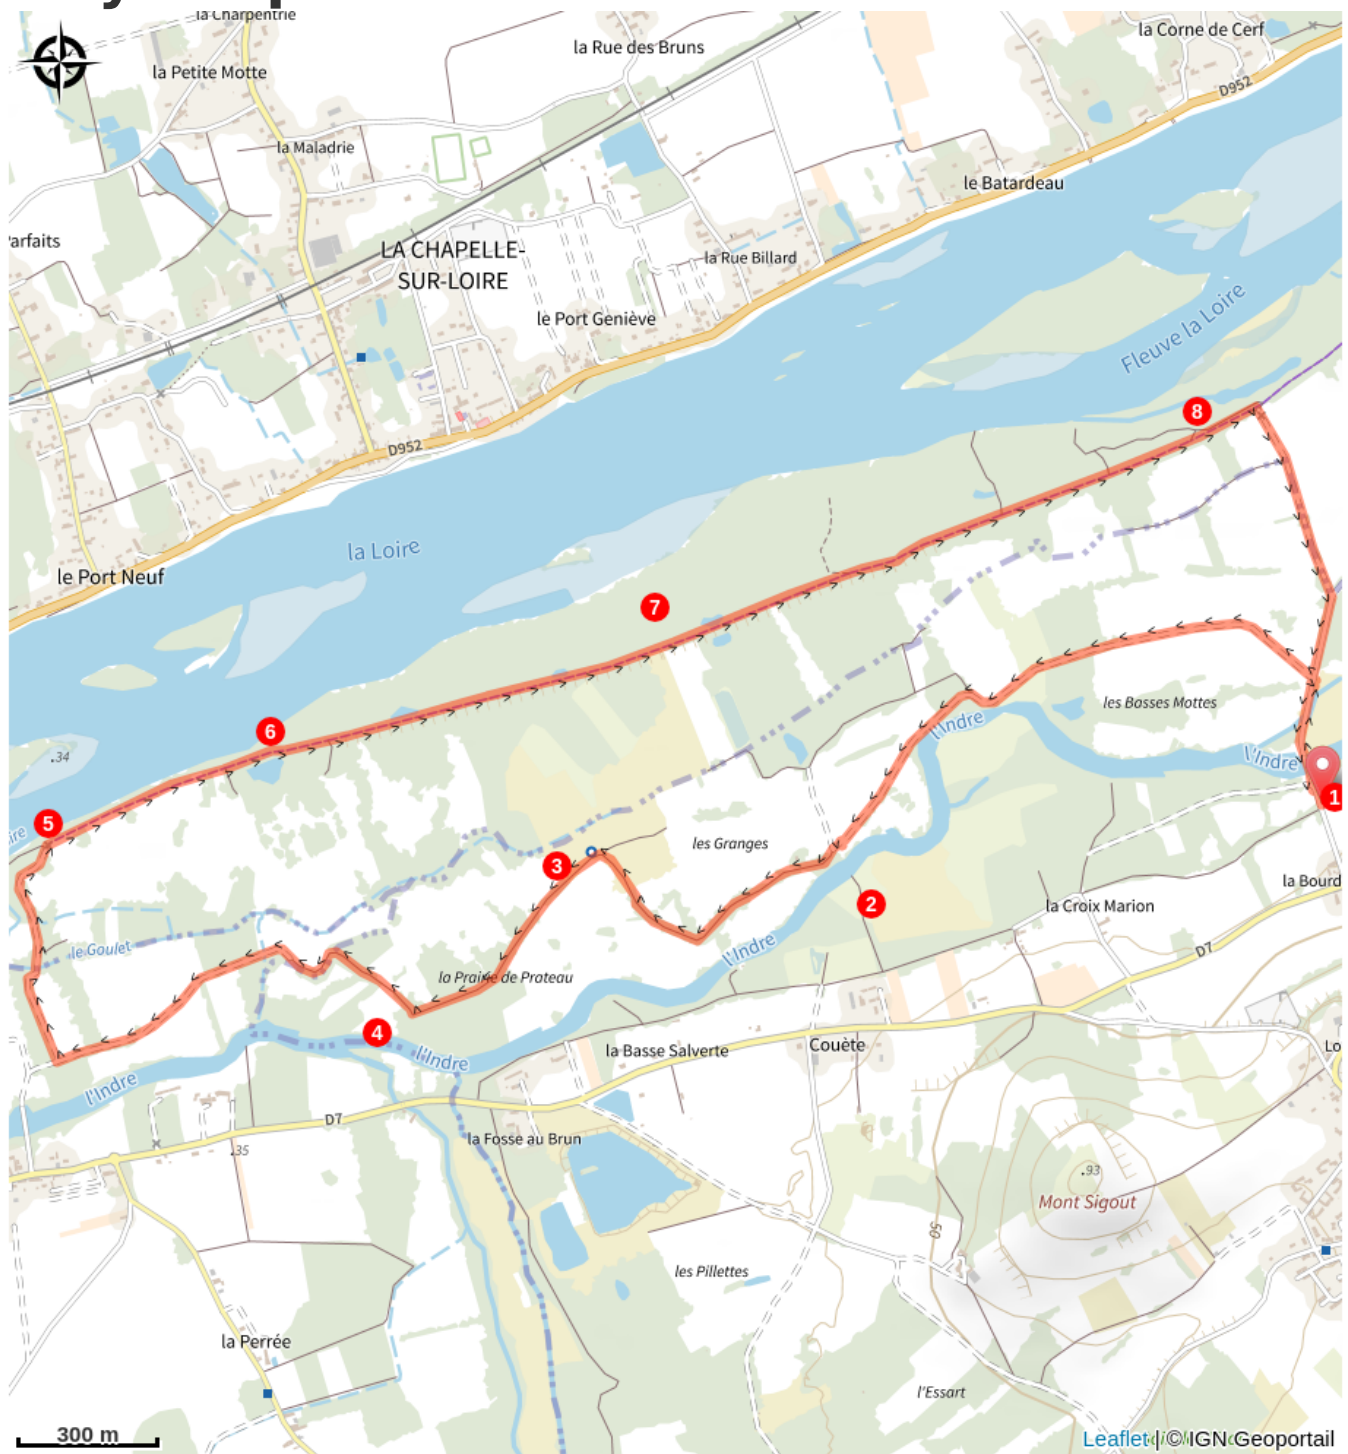 la Charpentrie
la Rue des Bruns
la Corne de Cerf
la Petite Motte
D952
la Maladrie
le Batardeau
arfaits
LA CHAPELLE-
SUR-LOIRE
la Rue Billard
le Port Geniève
Fleuve la Loire
8
D952
la Loire
le Port Neuf
7
les Basses Mottes
l'Indre
6
.34
l'Indre
1
5
ire
les Granges
3
la Bourd
2
la Croix Marion
le Goulet
l'Indre
D7
la Prairie de Prateau
4
l'Indre
la Basse Salverte
Couète
Lo
l'Indre
D7
la Fosse au Brun
.35
.93
Mont Sigout
50
les Pillettes
la Perrée
l'Essart
300 m
Leaflet | © IGN Geoportail